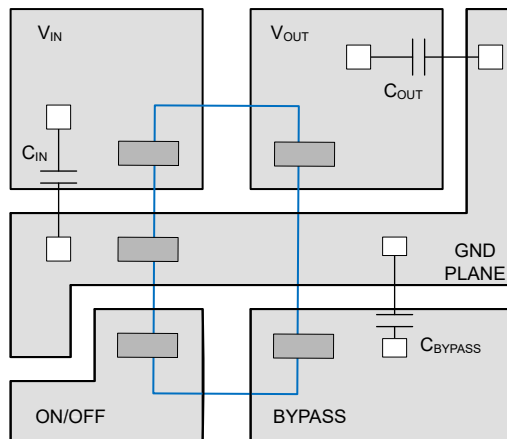 VIN
VOUT
COUT
CIN
GND
PLANE
CBYPASS
ON/OFF
BYPASS